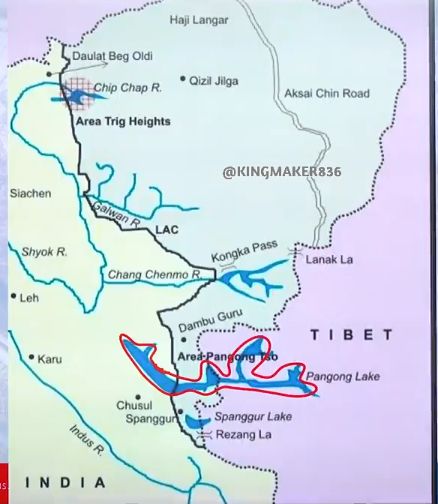 Haji Langar
Daulat Beg Oldi
Qizil Jilga
Chip Chap R.
Aksai Chin Road
Area Trig Heights
@KINGMAKER836
Siachen
Galwan R.
LAC
Kongka Pass
Shyok R.
Lanak La
Chang Chenmo R.
Leh
Dambu Guru
TIBET
Area-Pangong Tso
Karu
Pangong Lake
Chusul
Spanggur
Spanggur Lake
Indus R.
Rezang La
INDIA